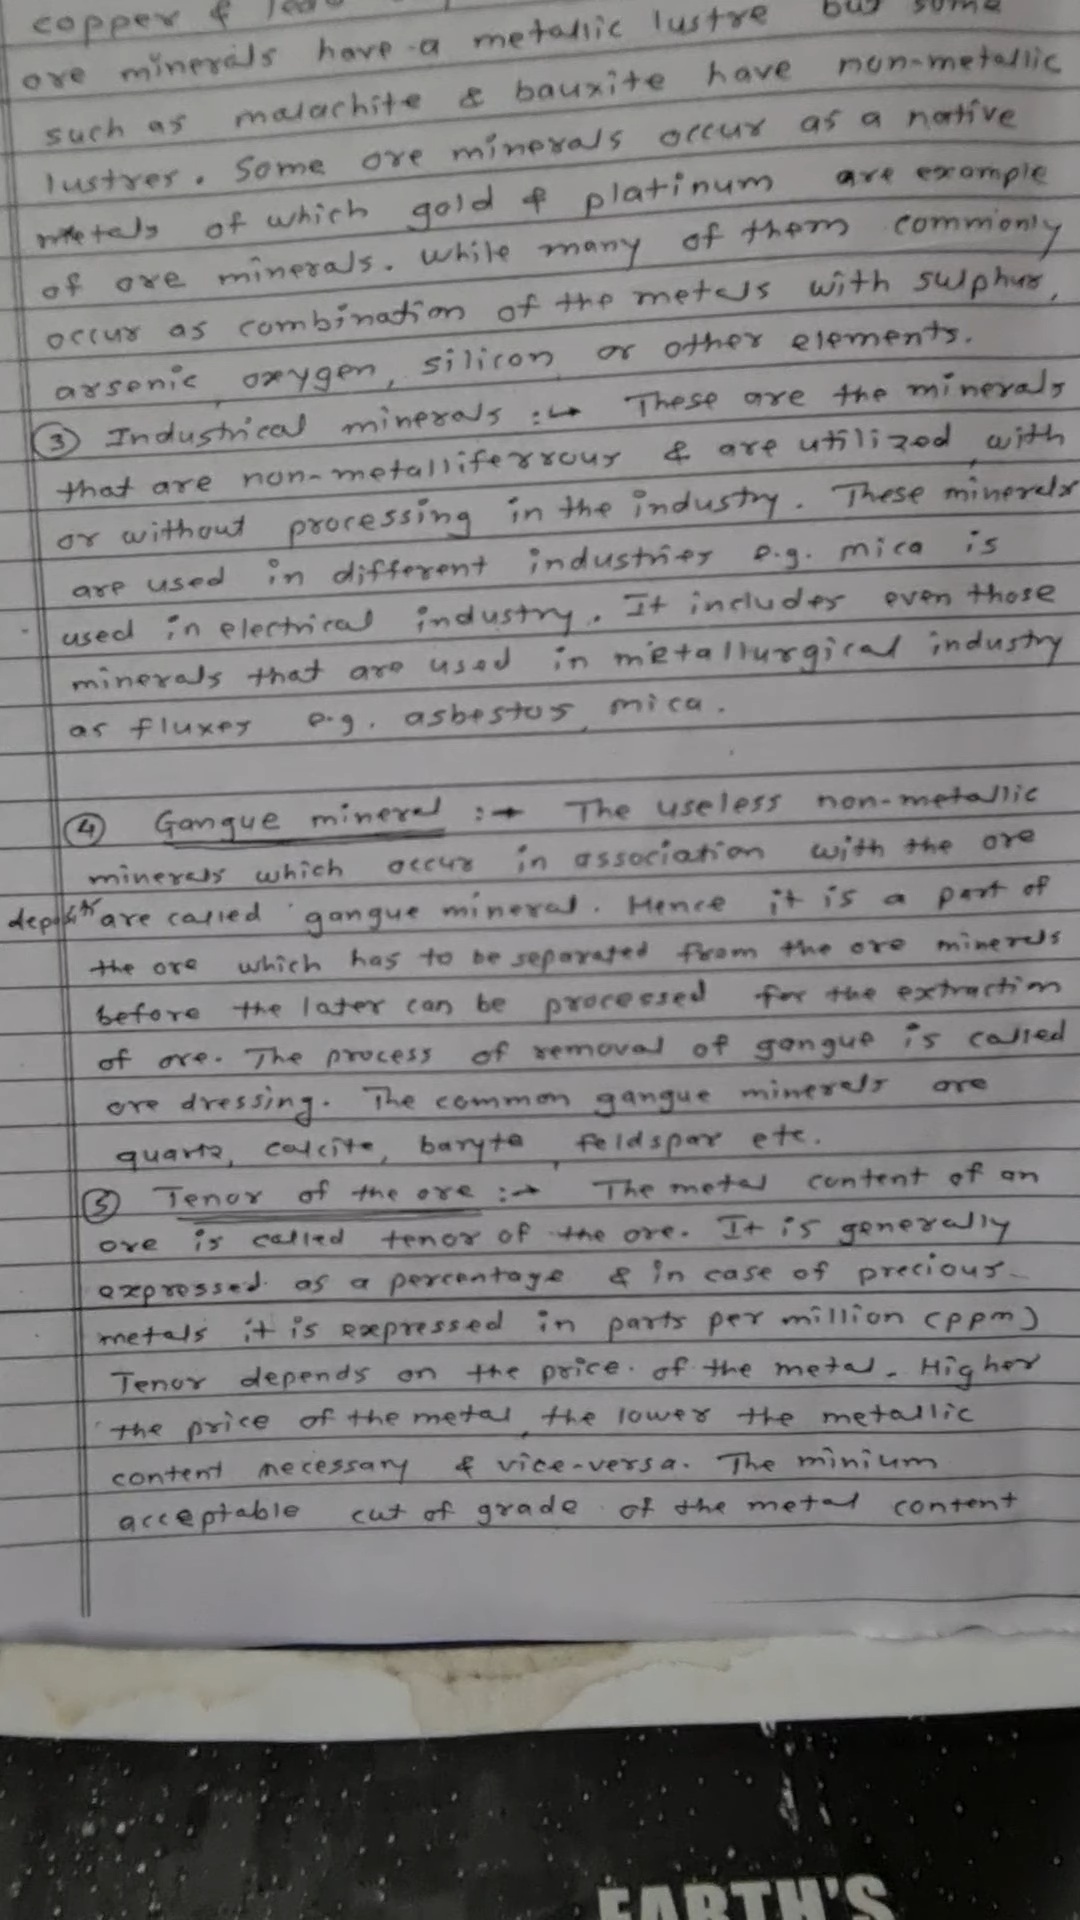 copper &
ore minerals have a metallic lustre but some
such as malachite & bauxite have non-metallic
lustres. Some ore minerals occur as a native
metals of which gold & platinum are example
of ore minerals. While many of them commonly
occur as combination of the metals with sulphur,
arsenic, oxygen, silicon or other elements.
③ Industrical minerals :↳ These are the minerals
that are non-metalliferrous & are utilized, with
or without processing in the industry. These minerals
are used in different industries e.g. mica is
used in electrical industry. It includes even those
minerals that are used in metallurgical industry
as fluxes e.g. asbestos, mica.
④ Gangue mineral :→ The useless non-metallic
minerals which occur in association with the ore
deposits are called gangue mineral. Hence it is a part of
the ore which has to be separated from the ore minerals
before the later can be processed for the extraction
of ore. The process of removal of gangue is called
ore dressing. The common gangue minerals are
quartz, calcite, baryte, feldspar etc.
⑤ Tenor of the ore :→ The metal content of an
ore is called tenor of the ore. It is generally
expressed as a percentage & in case of precious
metals it is expressed in parts per million (ppm)
Tenor depends on the price of the metal. Higher
the price of the metal, the lower the metallic
content necessary & vice-versa. The minium
acceptable cut of grade of the metal content
EARTH'S